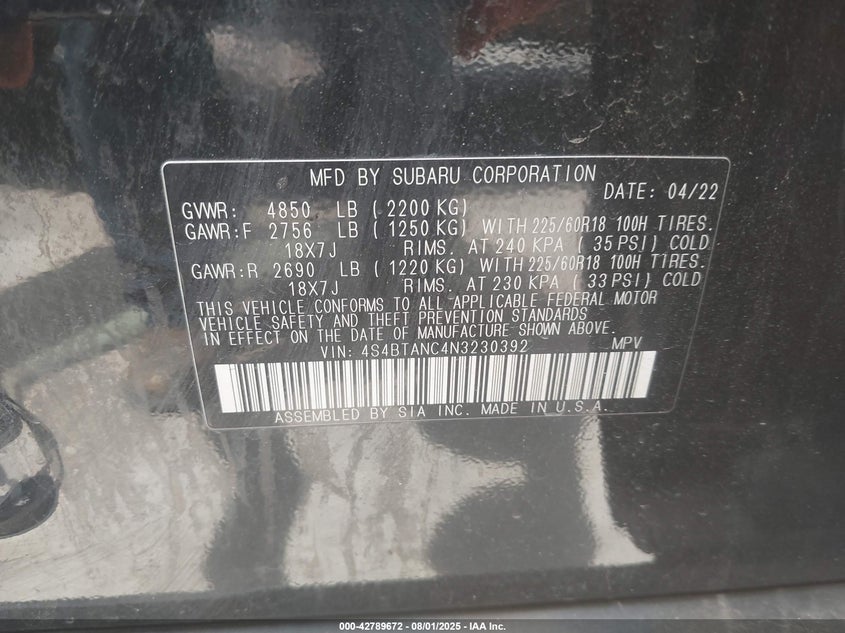 MFD BY SUBARU CORPORATION
DATE: 04/22
GVWR: 4850 LB (2200 KG)
GAWR:F 2756 LB (1250 KG) WITH 225/60R18 100H TIRES.
18X7J RIMS. AT 240 KPA ( 35 PSI) COLD
GAWR:R 2690 LB (1220 KG) WITH 225/60R18 100H TIRES.
18X7J RIMS. AT 230 KPA ( 33 PSI) COLD
THIS VEHICLE CONFORMS TO ALL APPLICABLE FEDERAL MOTOR
VEHICLE SAFETY AND THEFT PREVENTION STANDARDS
IN EFFECT ON THE DATE OF MANUFACTURE SHOWN ABOVE.
VIN: 4S4BTANC4N3230392 MPV
ASSEMBLED BY SIA INC. MADE IN U.S.A.
000-42789672 - 08/01/2025 - IAA Inc.